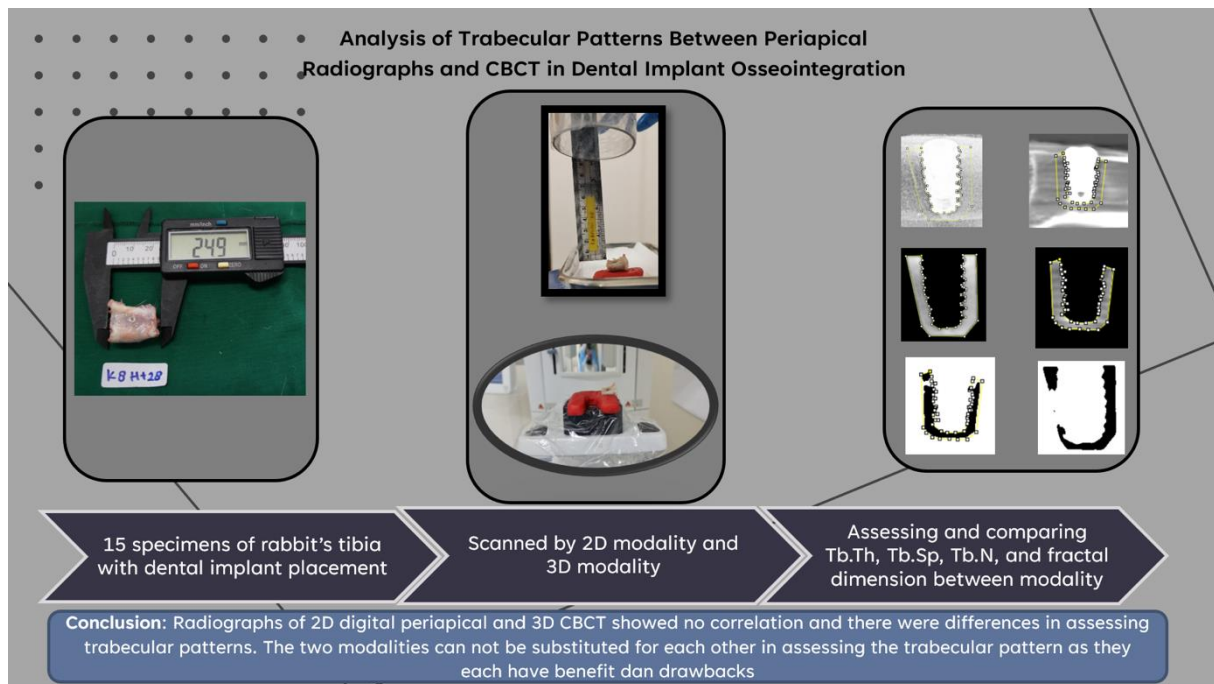 Analysis of Trabecular Patterns Between Periapical
Radiographs and CBCT in Dental Implant Osseointegration
249
OFF ON ZERO
K8 H+28
15 specimens of rabbit's tibia
with dental implant placement
Scanned by 2D modality and
3D modality
Assessing and comparing
Tb.Th, Tb.Sp, Tb.N, and fractal
dimension between modality
Conclusion: Radiographs of 2D digital periapical and 3D CBCT showed no correlation and there were differences in assessing
trabecular patterns. The two modalities can not be substituted for each other in assessing the trabecular pattern as they
each have benefit dan drawbacks